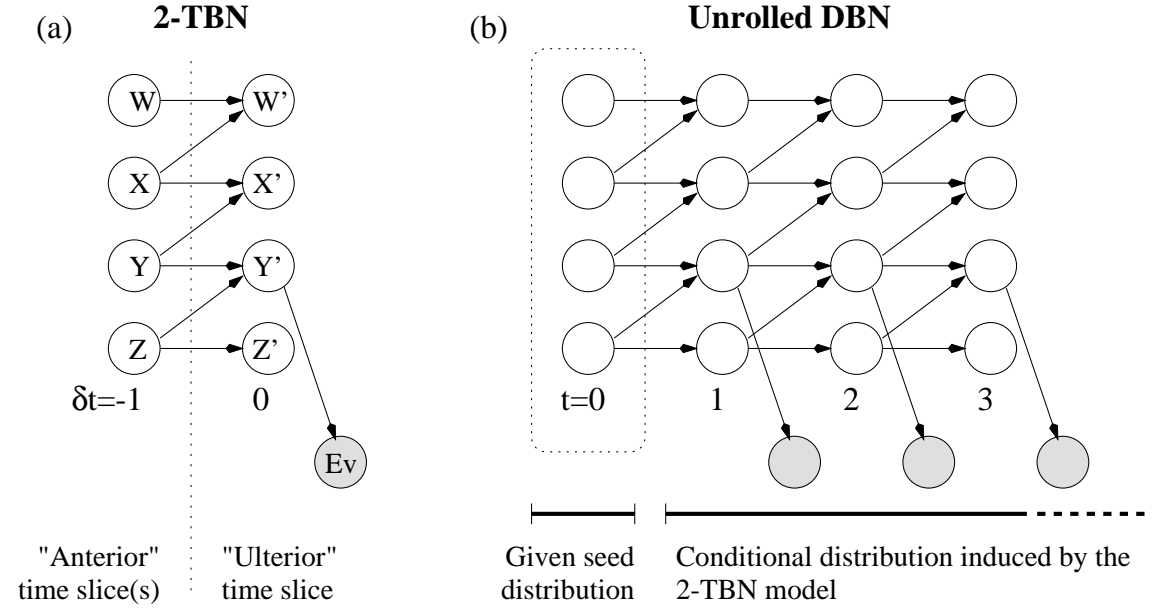 (a) 2-TBN
W W'
X X'
Y Y'
Z Z'
δt=-1 0
Ev
"Anterior"
time slice(s)
"Ulterior"
time slice
(b) Unrolled DBN
t=0 1 2 3
Given seed
distribution
Conditional distribution induced by the
2-TBN model